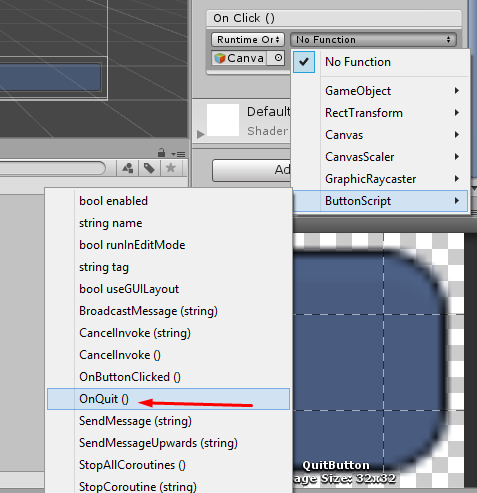 On Click ()
Runtime Or
No Function
Canva
No Function
GameObject
RectTransform
Canvas
CanvasScaler
GraphicRaycaster
ButtonScript
Default
Shader
Ad
bool enabled
string name
bool runInEditMode
string tag
bool useGUILayout
BroadcastMessage (string)
CancelInvoke (string)
CancelInvoke ()
OnButtonClicked ()
OnQuit ()
SendMessage (string)
SendMessageUpwards (string)
StopAllCoroutines ()
StopCoroutine (string)
QuitButton
age Size: 32x32